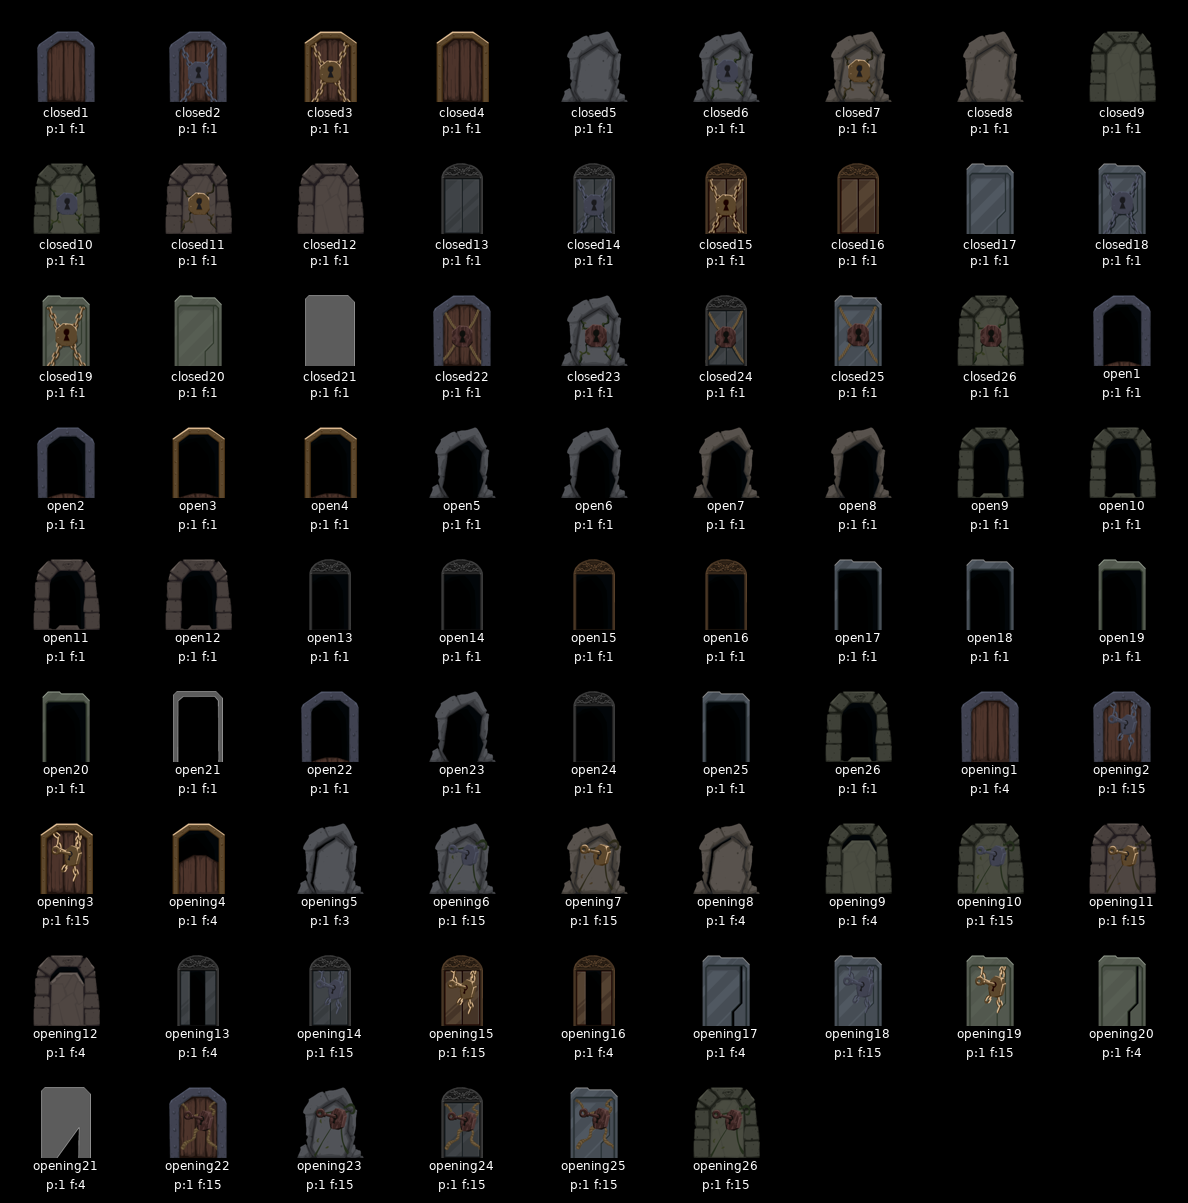 closed1 closed2 closed3 closed4 closed5 closed6 closed7 closed8 closed9
p:1 f:1 p:1 f:1 p:1 f:1 p:1 f:1 p:1 f:1 p:1 f:1 p:1 f:1 p:1 f:1 p:1 f:1
closed10 closed11 closed12 closed13 closed14 closed15 closed16 closed17 closed18
p:1 f:1 p:1 f:1 p:1 f:1 p:1 f:1 p:1 f:1 p:1 f:1 p:1 f:1 p:1 f:1 p:1 f:1
closed19 closed20 closed21 closed22 closed23 closed24 closed25 closed26 open1
p:1 f:1 p:1 f:1 p:1 f:1 p:1 f:1 p:1 f:1 p:1 f:1 p:1 f:1 p:1 f:1 p:1 f:1
open2 open3 open4 open5 open6 open7 open8 open9 open10
p:1 f:1 p:1 f:1 p:1 f:1 p:1 f:1 p:1 f:1 p:1 f:1 p:1 f:1 p:1 f:1 p:1 f:1
open11 open12 open13 open14 open15 open16 open17 open18 open19
p:1 f:1 p:1 f:1 p:1 f:1 p:1 f:1 p:1 f:1 p:1 f:1 p:1 f:1 p:1 f:1 p:1 f:1
open20 open21 open22 open23 open24 open25 open26 opening1 opening2
p:1 f:1 p:1 f:1 p:1 f:1 p:1 f:1 p:1 f:1 p:1 f:1 p:1 f:1 p:1 f:4 p:1 f:15
opening3 opening4 opening5 opening6 opening7 opening8 opening9 opening10 opening11
p:1 f:15 p:1 f:4 p:1 f:3 p:1 f:15 p:1 f:15 p:1 f:4 p:1 f:4 p:1 f:15 p:1 f:15
opening12 opening13 opening14 opening15 opening16 opening17 opening18 opening19 opening20
p:1 f:4 p:1 f:4 p:1 f:15 p:1 f:15 p:1 f:4 p:1 f:4 p:1 f:15 p:1 f:15 p:1 f:4
opening21 opening22 opening23 opening24 opening25 opening26
p:1 f:4 p:1 f:15 p:1 f:15 p:1 f:15 p:1 f:15 p:1 f:15